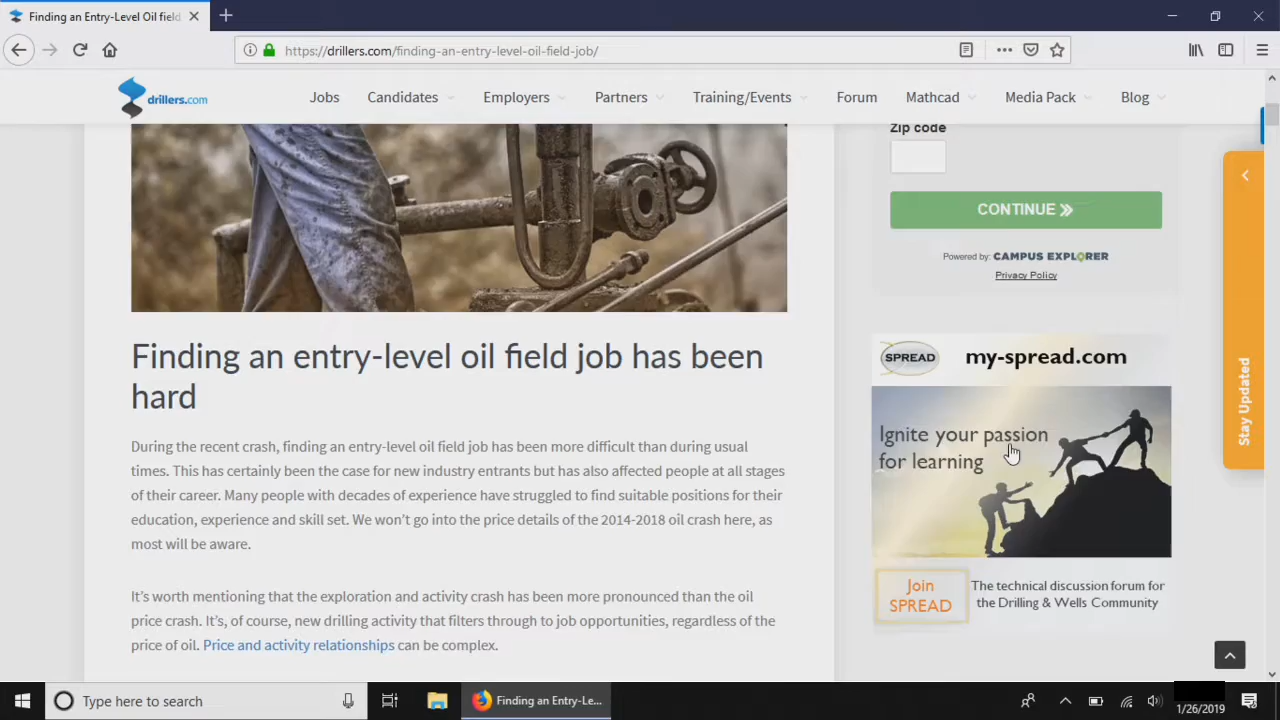 Finding an Entry-Level Oil field
https://drillers.com/finding-an-entry-level-oil-field-job/
drillers.com
Jobs
Candidates
Employers
Partners
Training/Events
Forum
Mathcad
Media Pack
Blog
Zip code
CONTINUE
Powered by: CAMPUS EXPLORER
Privacy Policy
Stay Updated
Finding an entry-level oil field job has been
hard
During the recent crash, finding an entry-level oil field job has been more difficult than during usual
times. This has certainly been the case for new industry entrants but has also affected people at all stages
of their career. Many people with decades of experience have struggled to find suitable positions for their
education, experience and skill set. We won't go into the price details of the 2014-2018 oil crash here, as
most will be aware.
It's worth mentioning that the exploration and activity crash has been more pronounced than the oil
price crash. It's, of course, new drilling activity that filters through to job opportunities, regardless of the
price of oil. Price and activity relationships can be complex.
SPREAD
my-spread.com
Ignite your passion
for learning
Join
SPREAD
The technical discussion forum for
the Drilling & Wells Community
Type here to search
Finding an Entry-Le...
1/26/2019